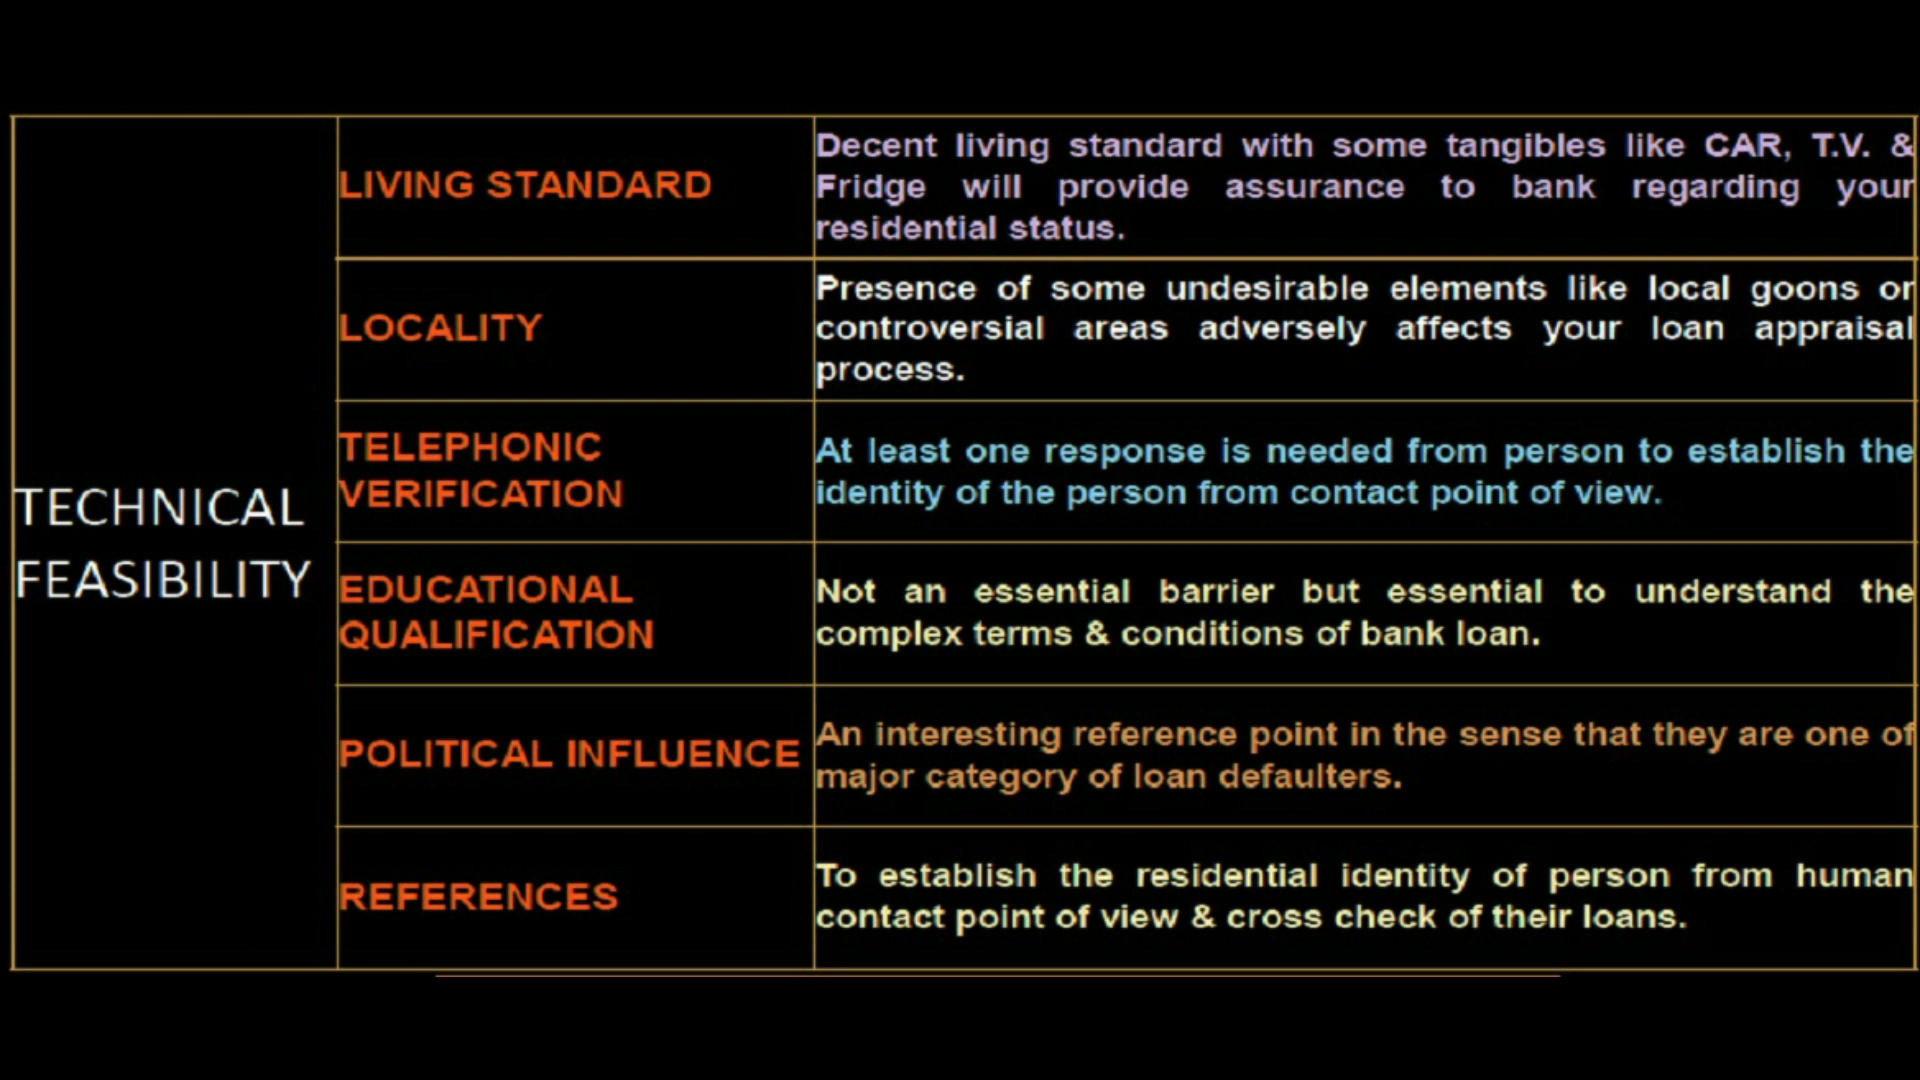 TECHNICAL
FEASIBILITY
LIVING STANDARD
Decent living standard with some tangibles like CAR, T.V. &
Fridge will provide assurance to bank regarding your
residential status.
LOCALITY
Presence of some undesirable elements like local goons or
controversial areas adversely affects your loan appraisal
process.
TELEPHONIC
VERIFICATION
At least one response is needed from person to establish the
identity of the person from contact point of view.
EDUCATIONAL
QUALIFICATION
Not an essential barrier but essential to understand the
complex terms & conditions of bank loan.
POLITICAL INFLUENCE
An interesting reference point in the sense that they are one of
major category of loan defaulters.
REFERENCES
To establish the residential identity of person from human
contact point of view & cross check of their loans.